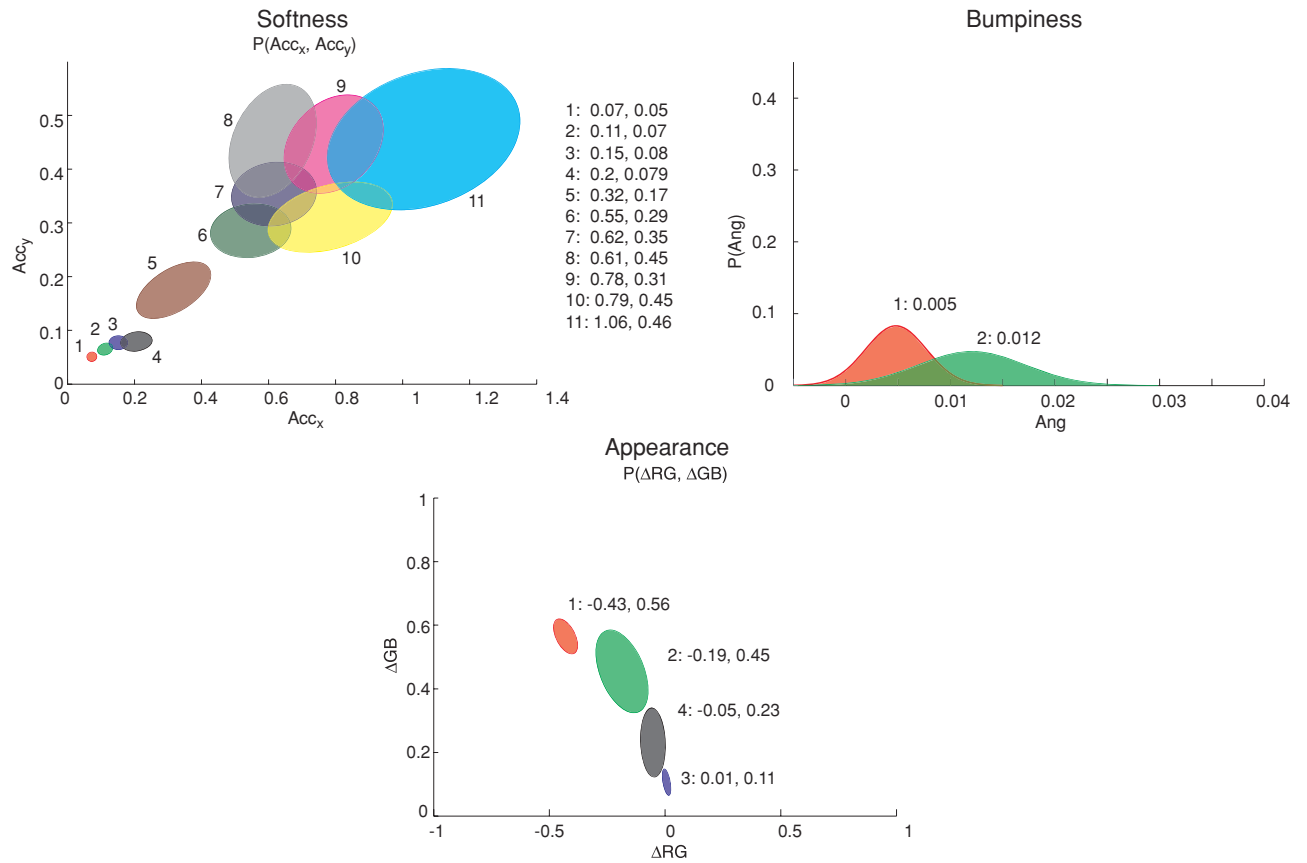 Softness
P(Accx, Accy)
Accy
0.5
0.4
0.3
0.2
0.1
0
0 0.2 0.4 0.6 0.8 1 1.2 1.4
Accx
1
2
3
4
5
6
7
8
9
10
11
1: 0.07, 0.05
2: 0.11, 0.07
3: 0.15, 0.08
4: 0.2, 0.079
5: 0.32, 0.17
6: 0.55, 0.29
7: 0.62, 0.35
8: 0.61, 0.45
9: 0.78, 0.31
10: 0.79, 0.45
11: 1.06, 0.46
Bumpiness
P(Ang)
0.4
0.3
0.2
0.1
0
1: 0.005
2: 0.012
0 0.01 0.02 0.03 0.04
Ang
Appearance
P(ΔRG, ΔGB)
ΔGB
1
0.8
0.6
0.4
0.2
0
1: -0.43, 0.56
2: -0.19, 0.45
4: -0.05, 0.23
3: 0.01, 0.11
-1 -0.5 0 0.5 1
ΔRG